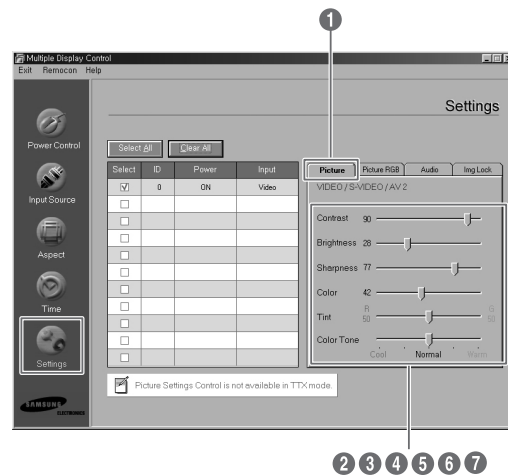 1
Multiple Display Control
Exit Remocon Help
Settings
Power Control
Input Source
Aspect
Time
Settings
SAMSUNG
ELECTRONICS
Select All Clear All
Select ID Power Input
0 ON Video
Picture Picture RGB Audio Img Lock
VIDEO / S-VIDEO / AV 2
Contrast 90
Brightness 28
Sharpness 77
Color 42
Tint R 50 G 50
Color Tone
Cool Normal Warm
Picture Settings Control is not available in TTX mode.
2 3 4 5 6 7